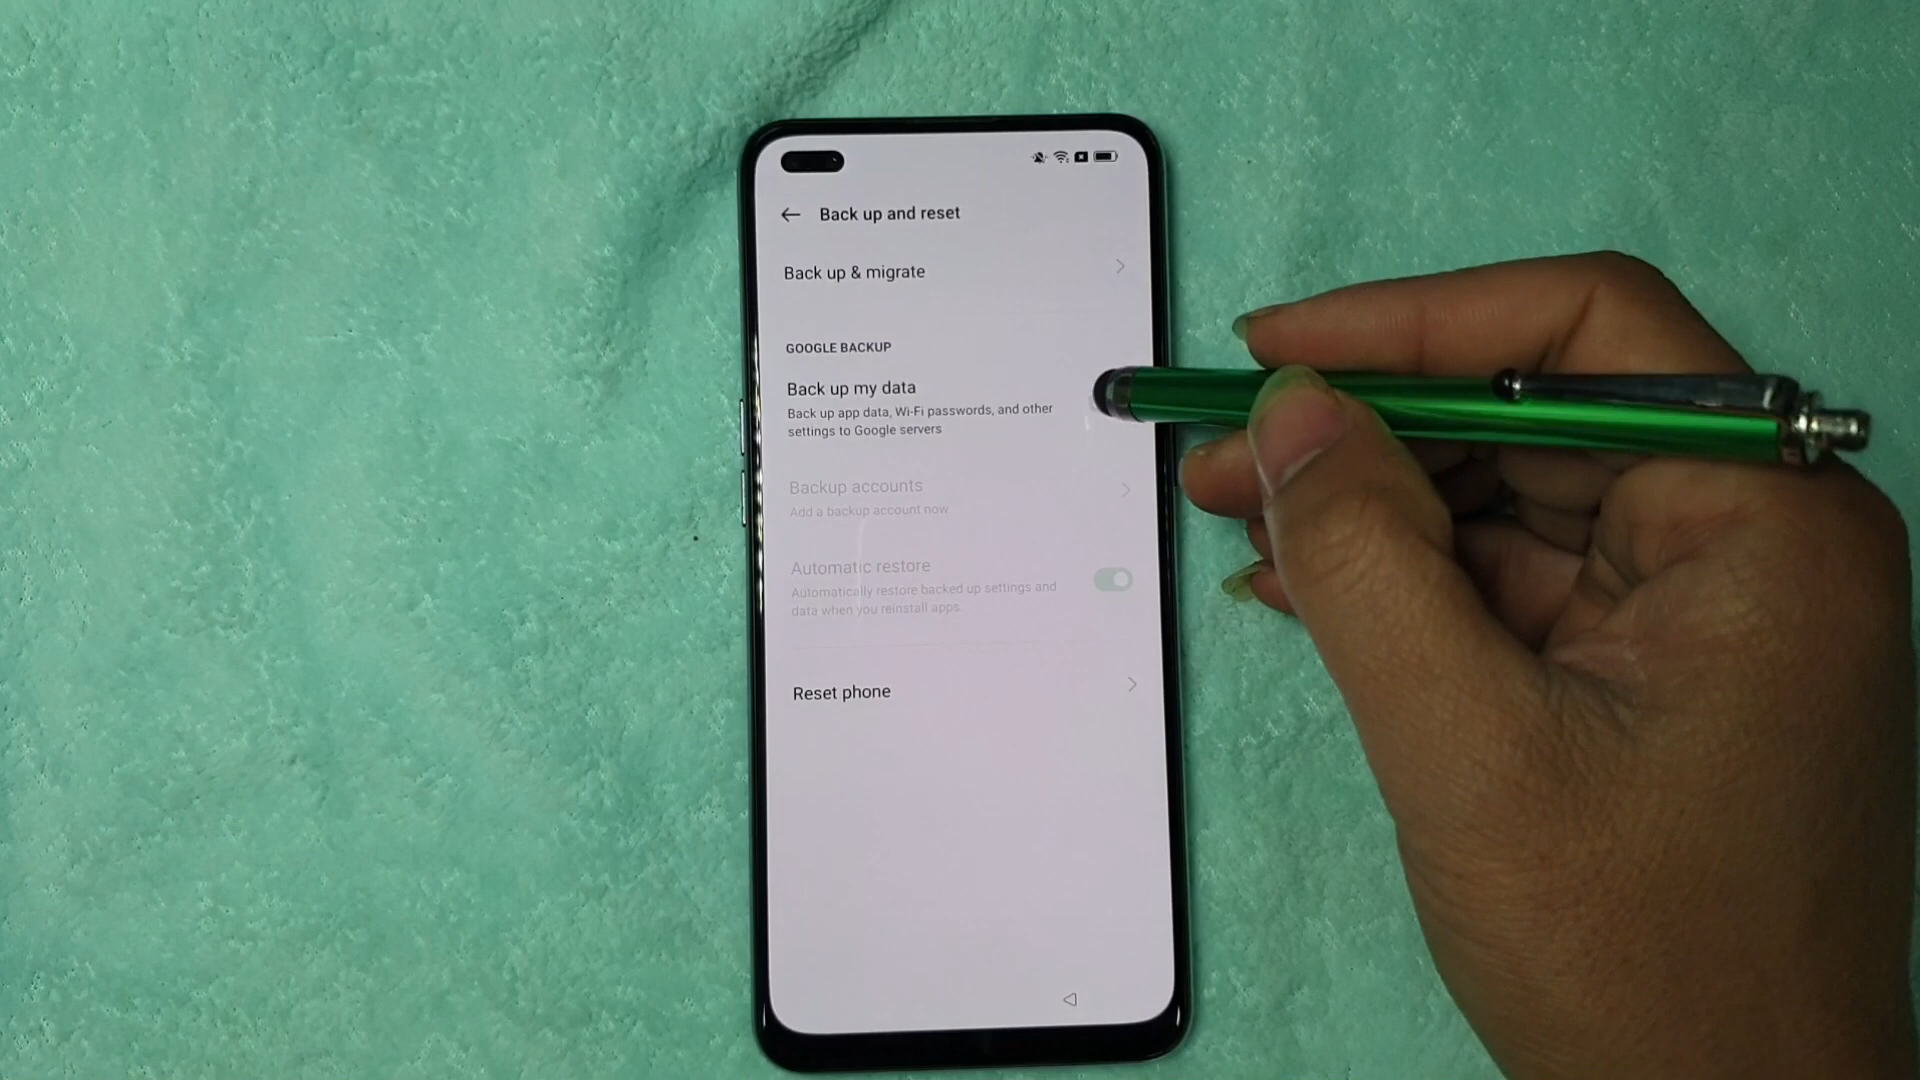 Back up and reset
Back up & migrate
GOOGLE BACKUP
Back up my data
Back up app data, Wi-Fi passwords, and other
settings to Google servers
Backup accounts
Add a backup account now
Automatic restore
Automatically restore backed up settings and
data when you reinstall apps.
Reset phone